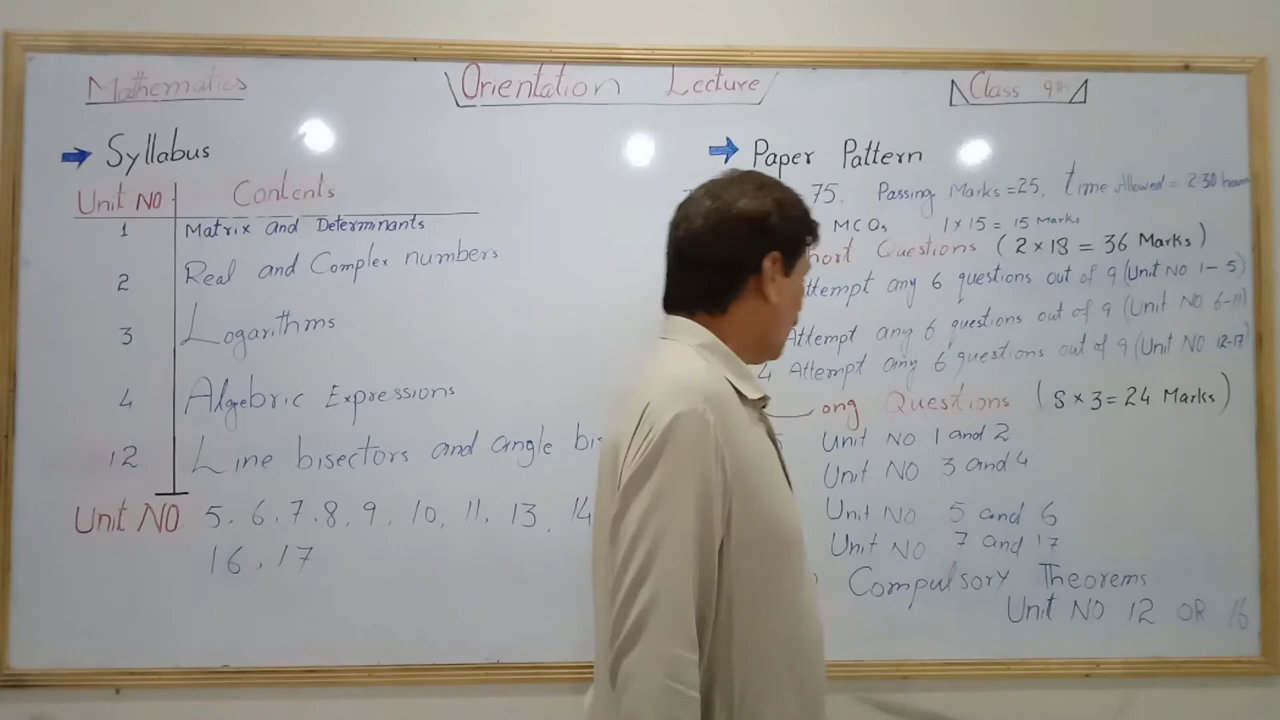 Mathematics
Orientation Lecture
Class 9th
Syllabus
Unit NO Contents
1 Matrix and Determinants
2 Real and Complex numbers
3 Logarithms
4 Algebric Expressions
12 Line bisectors and angle bi
Unit NO 5. 6. 7. 8. 9. 10. 11. 13. 14
16. 17
Paper Pattern
75. Passing Marks = 25, time Allowed = 2:30 hours
MCQs 1 x 15 = 15 Marks
hort Questions ( 2 x 18 = 36 Marks )
ttempt any 6 questions out of 9 (Unit NO 1-5)
Attempt any 6 questions out of 9 (Unit NO 6-11)
4 Attempt any 6 questions out of 9 (Unit NO 12-17)
ong Questions ( 8 x 3 = 24 Marks )
Unit NO 1 and 2
Unit NO 3 and 4
Unit NO 5 and 6
Unit NO 7 and 17
Compulsory Theorems
Unit NO 12 OR 16